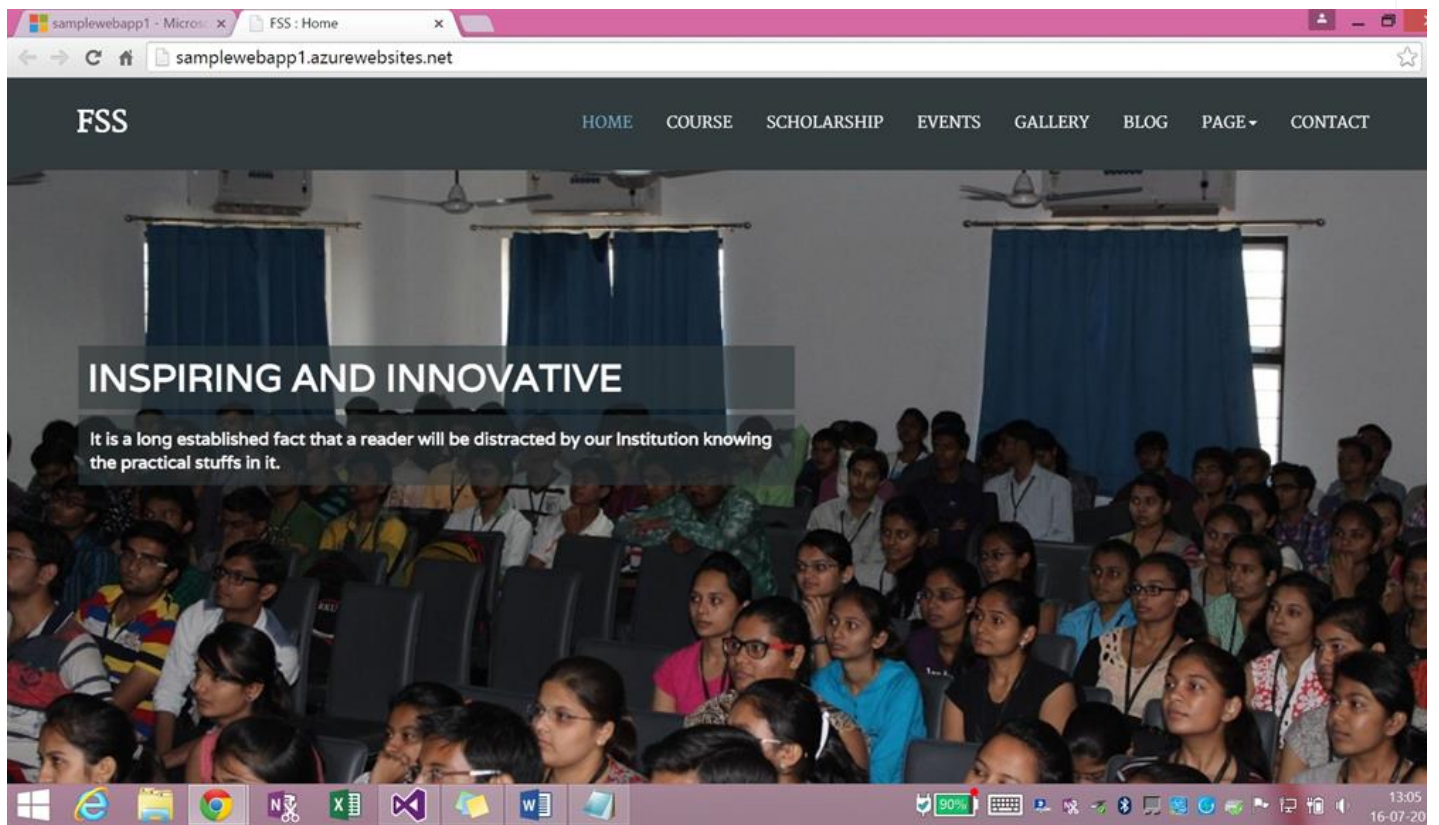 samplewebapp1 - Micros
FSS : Home
samplewebapp1.azurewebsites.net
FSS
HOME COURSE SCHOLARSHIP EVENTS GALLERY BLOG PAGE CONTACT
INSPIRING AND INNOVATIVE
It is a long established fact that a reader will be distracted by our Institution knowing
the practical stuffs in it.
RKU
90%
13:05
16-07-20